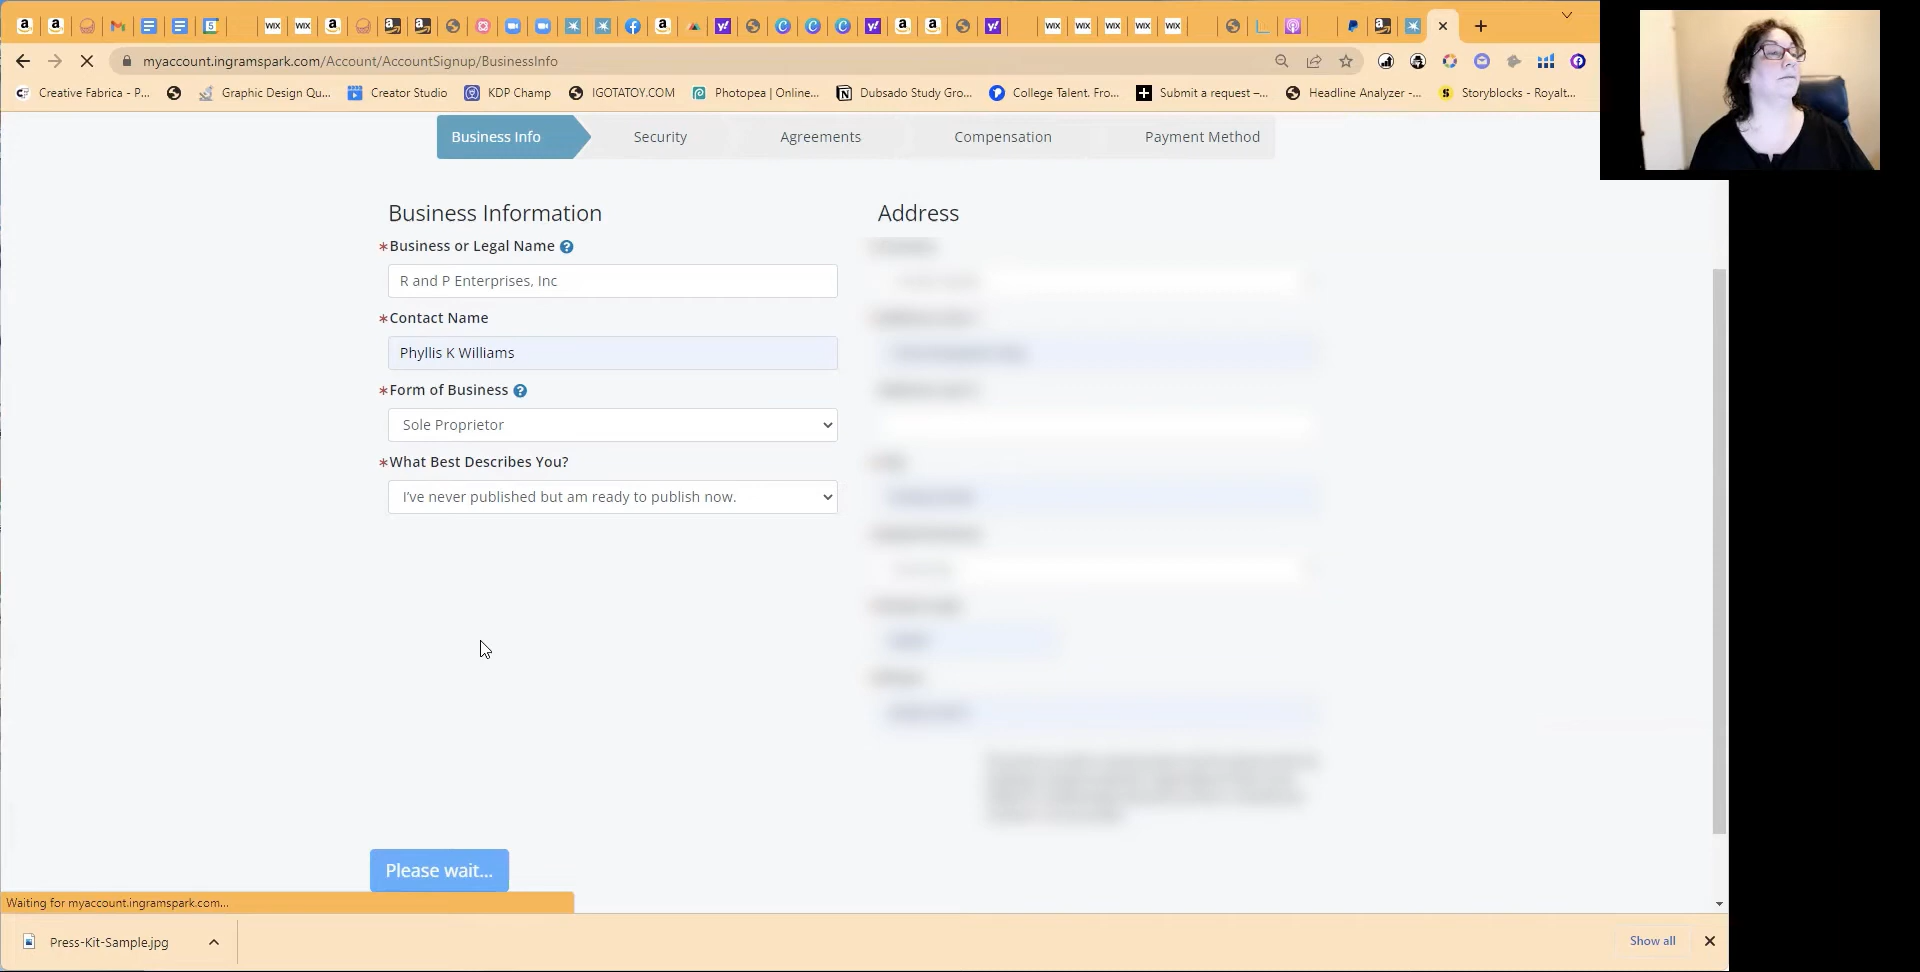 myaccount.ingramspark.com/Account/AccountSignup/BusinessInfo
Creative Fabrica - P...
Graphic Design Qu...
Creator Studio
KDP Champ
IGOTATOY.COM
Photopea | Online...
Dubsado Study Gro...
College Talent. Fro...
Submit a request –...
Headline Analyzer -...
Storyblocks - Royalt...
Business Info
Security
Agreements
Compensation
Payment Method
Business Information
*Business or Legal Name ?
R and P Enterprises, Inc
*Contact Name
Phyllis K Williams
*Form of Business ?
Sole Proprietor
*What Best Describes You?
I've never published but am ready to publish now.
Address
Please wait...
Waiting for myaccount.ingramspark.com...
Press-Kit-Sample.jpg
Show all